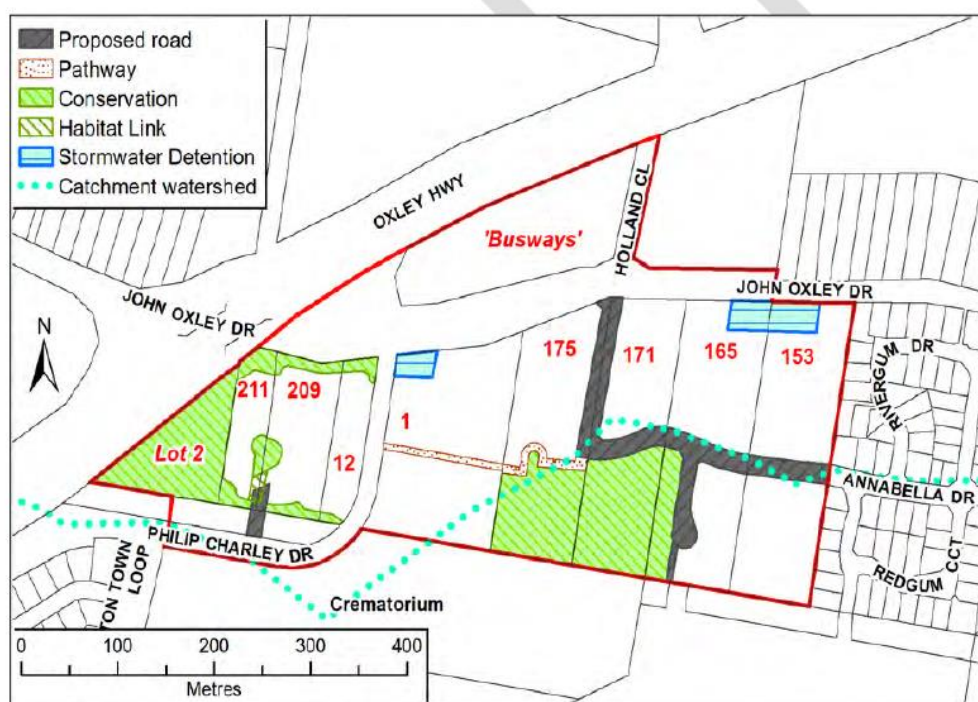 Proposed road
Pathway
Conservation
Habitat Link
Stormwater Detention
Catchment watershed
OXLEY HWY
'Busways'
HOLLAND CL
JOHN OXLEY DR
JOHN OXLEY DR
N
175
171
165
153
RIVERGUM DR
211
209
1
Lot 2
12
ANNABELLA DR
PHILIP CHARLEY DR
TON TOWN
LOOP
REDGUM CCT
Crematorium
0 100 200 300 400
Metres